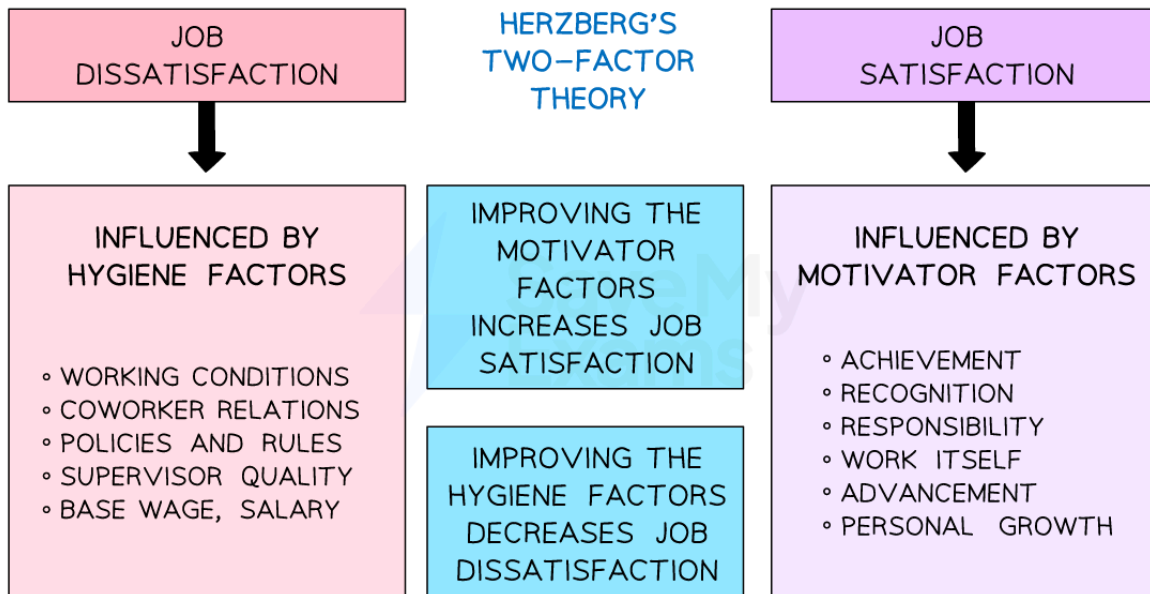 JOB
DISSATISFACTION
HERZBERG'S
TWO-FACTOR
THEORY
JOB
SATISFACTION
INFLUENCED BY
HYGIENE FACTORS
◦ WORKING CONDITIONS
◦ COWORKER RELATIONS
◦ POLICIES AND RULES
◦ SUPERVISOR QUALITY
◦ BASE WAGE, SALARY
IMPROVING THE
MOTIVATOR
FACTORS
INCREASES JOB
SATISFACTION
IMPROVING THE
HYGIENE FACTORS
DECREASES JOB
DISSATISFACTION
INFLUENCED BY
MOTIVATOR FACTORS
◦ ACHIEVEMENT
◦ RECOGNITION
◦ RESPONSIBILITY
◦ WORK ITSELF
◦ ADVANCEMENT
◦ PERSONAL GROWTH